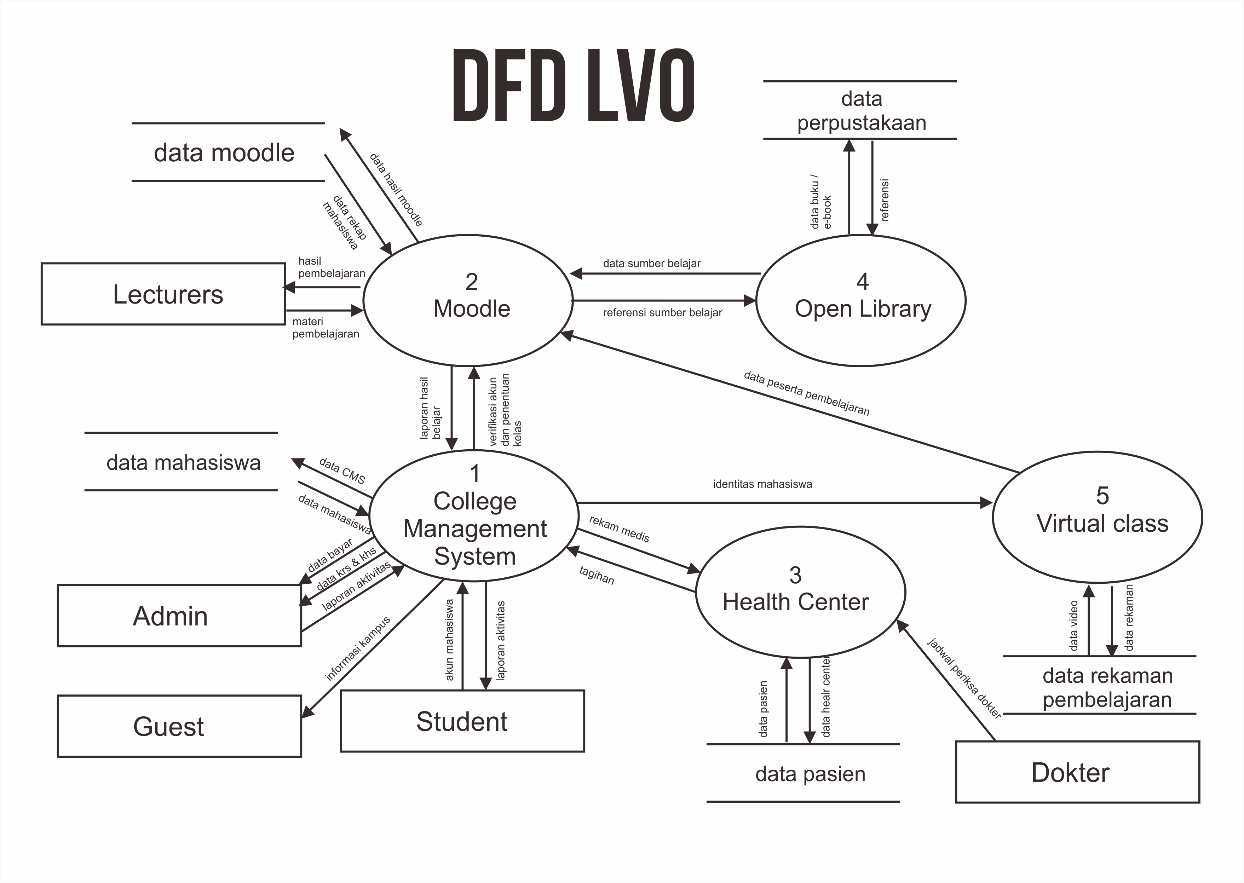 DFD LVO
data
perpustakaan
data moodle
data hasil moodle
data rekap
mahasiswa
data buku /
e-book
referensi
hasil
pembelajaran
Lecturers
materi
pembelajaran
2
Moodle
data sumber belajar
referensi sumber belajar
4
Open Library
data peserta pembelajaran
laporan hasil
belajar
verifikasi akun
dan penentuan
kelas
data mahasiswa
data CMS
data mahasiswa
1
College
Management
System
identitas mahasiswa
5
Virtual class
rekam medis
tagihan
3
Health Center
data bayar
data krs & khs
laporan aktivitas
Admin
informasi kampus
akun mahasiswa
laporan aktivitas
data video
data rekaman
jadwal periksa dokter
data rekaman
pembelajaran
data pasien
data healr center
Guest
Student
data pasien
Dokter